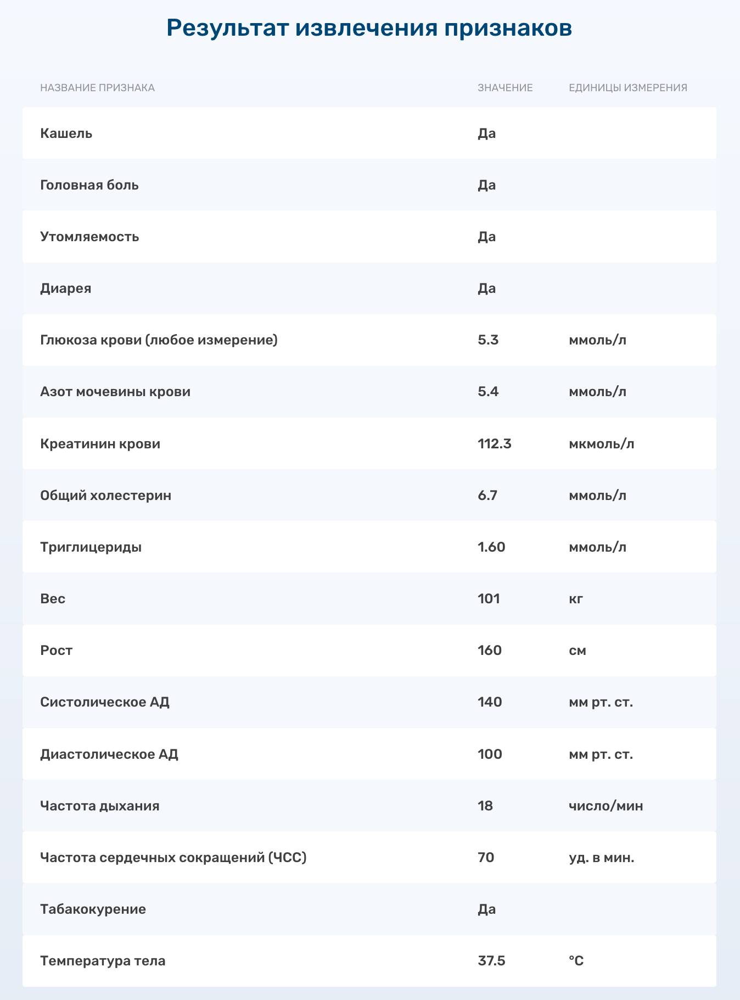 Результат извлечения признаков
НАЗВАНИЕ ПРИЗНАКА ЗНАЧЕНИЕ ЕДИНИЦЫ ИЗМЕРЕНИЯ
Кашель Да
Головная боль Да
Утомляемость Да
Диарея Да
Глюкоза крови (любое измерение) 5.3 ммоль/л
Азот мочевины крови 5.4 ммоль/л
Креатинин крови 112.3 мкмоль/л
Общий холестерин 6.7 ммоль/л
Триглицериды 1.60 ммоль/л
Вес 101 кг
Рост 160 см
Систолическое АД 140 мм рт. ст.
Диастолическое АД 100 мм рт. ст.
Частота дыхания 18 число/мин
Частота сердечных сокращений (ЧСС) 70 уд. в мин.
Табакокурение Да
Температура тела 37.5 °C